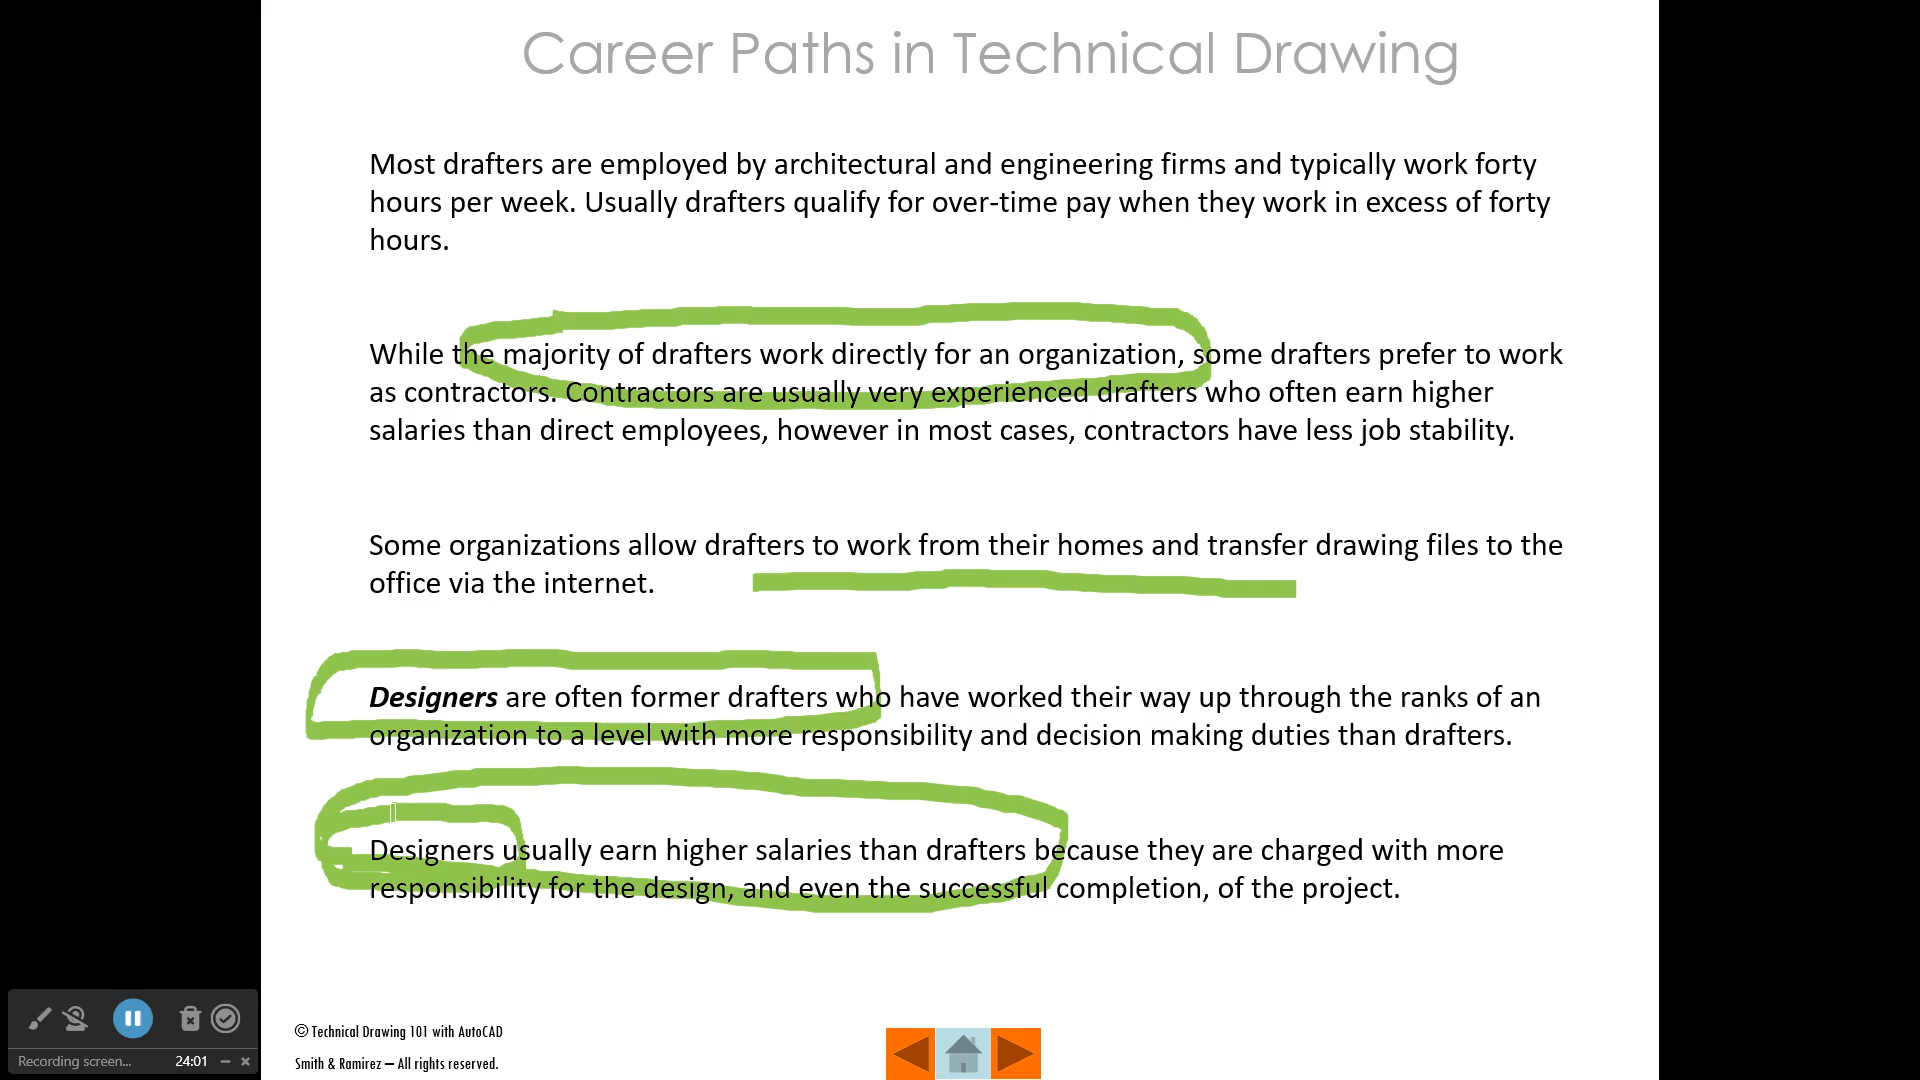 Career Paths in Technical Drawing
Most drafters are employed by architectural and engineering firms and typically work forty
hours per week. Usually drafters qualify for over-time pay when they work in excess of forty
hours.
While the majority of drafters work directly for an organization, some drafters prefer to work
as contractors. Contractors are usually very experienced drafters who often earn higher
salaries than direct employees, however in most cases, contractors have less job stability.
Some organizations allow drafters to work from their homes and transfer drawing files to the
office via the internet.
Designers are often former drafters who have worked their way up through the ranks of an
organization to a level with more responsibility and decision making duties than drafters.
Designers usually earn higher salaries than drafters because they are charged with more
responsibility for the design, and even the successful completion, of the project.
© Technical Drawing 101 with AutoCAD
Smith & Ramirez – All rights reserved.
Recording screen... 24:01